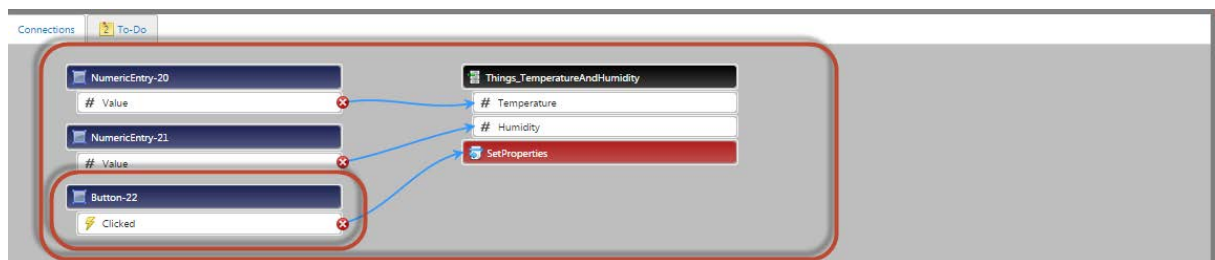 Connections 2 To-Do
NumericEntry-20
# Value
NumericEntry-21
# Value
Button-22
Clicked
Things_TemperatureAndHumidity
# Temperature
# Humidity
SetProperties